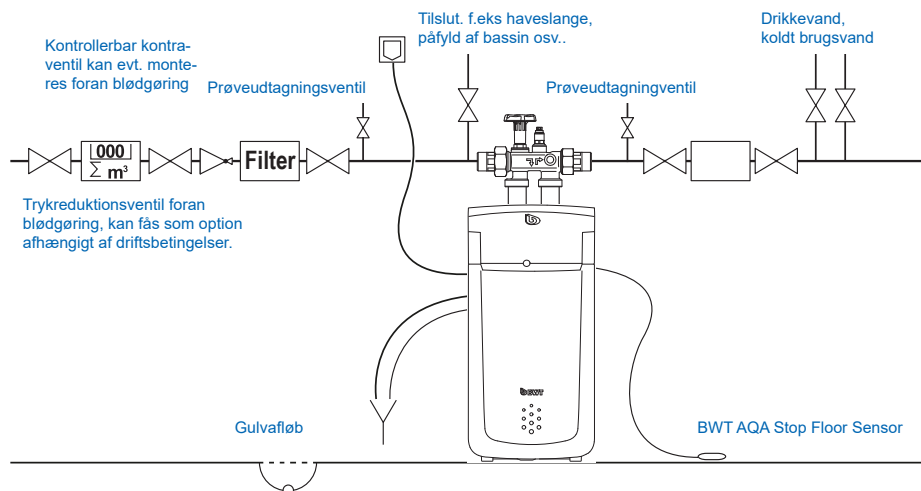 Kontrollerbar kontra-
ventil kan evt. monte-
res foran blødgøring
Tilslut. f.eks haveslange,
påfyld af bassin osv..
Drikkevand,
koldt brugsvand
Prøveudtagningsventil
Prøveudtagningventil
000
∑ m³
Filter
Trykreduktionsventil foran
blødgøring, kan fås som option
afhængigt af driftsbetingelser.
BWT
Gulvafløb
BWT AQA Stop Floor Sensor